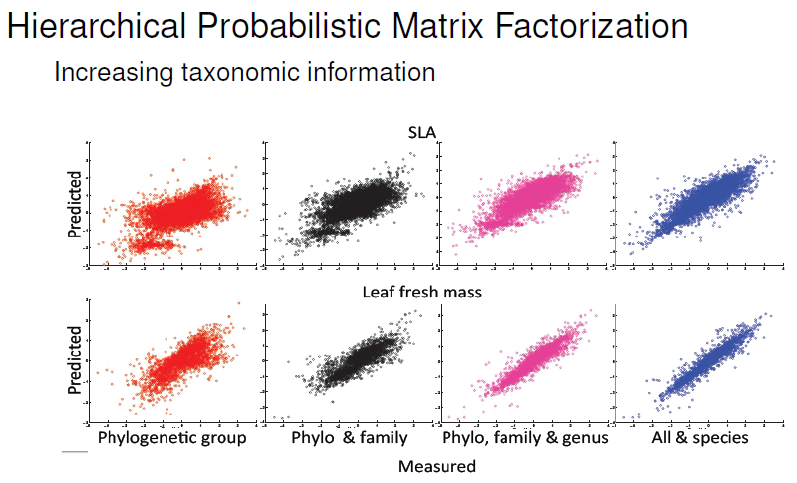 Hierarchical Probabilistic Matrix Factorization
Increasing taxonomic information
SLA
Predicted
Leaf fresh mass
Predicted
Phylogenetic group
Phylo & family
Phylo, family & genus
All & species
Measured